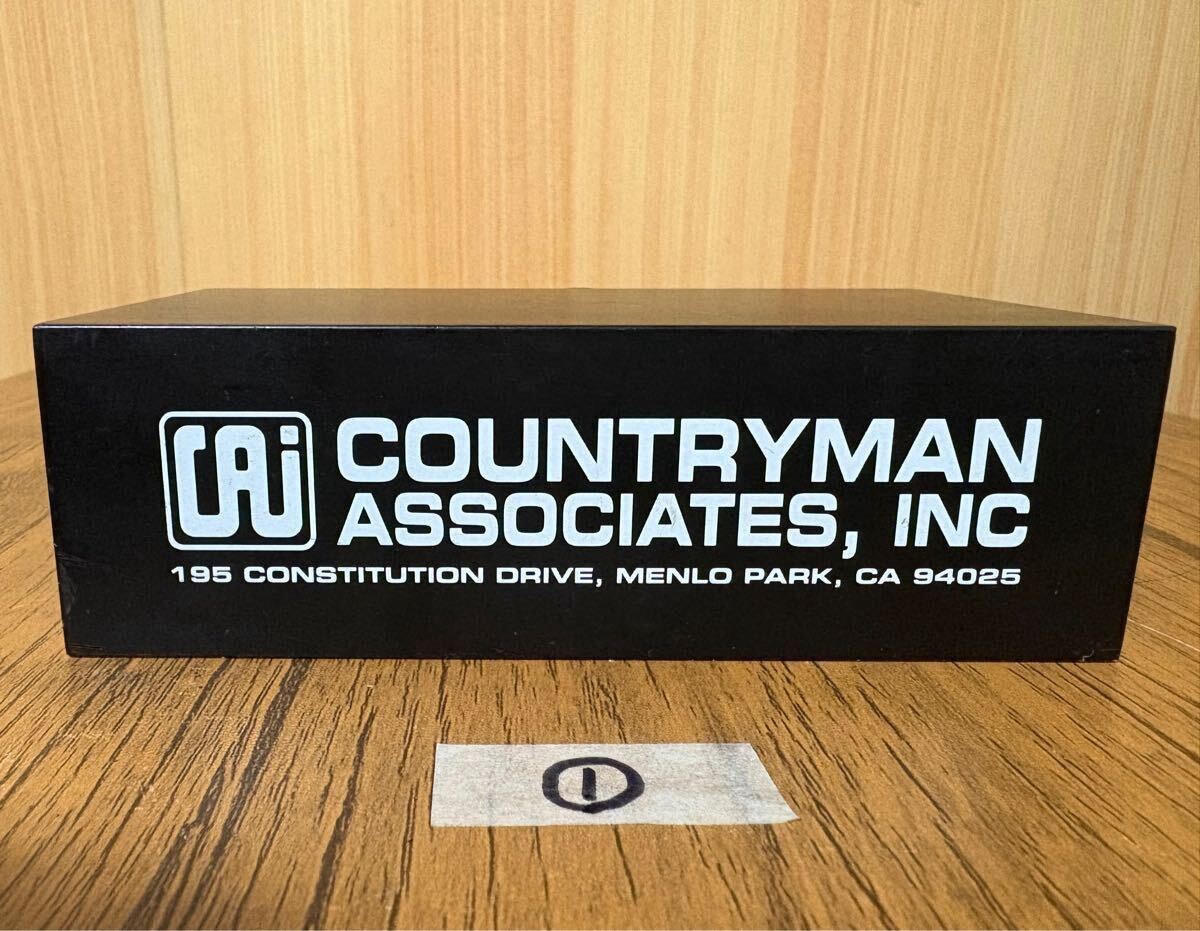 CAi
COUNTRYMAN
ASSOCIATES, INC
195 CONSTITUTION DRIVE, MENLO PARK, CA 94025
①